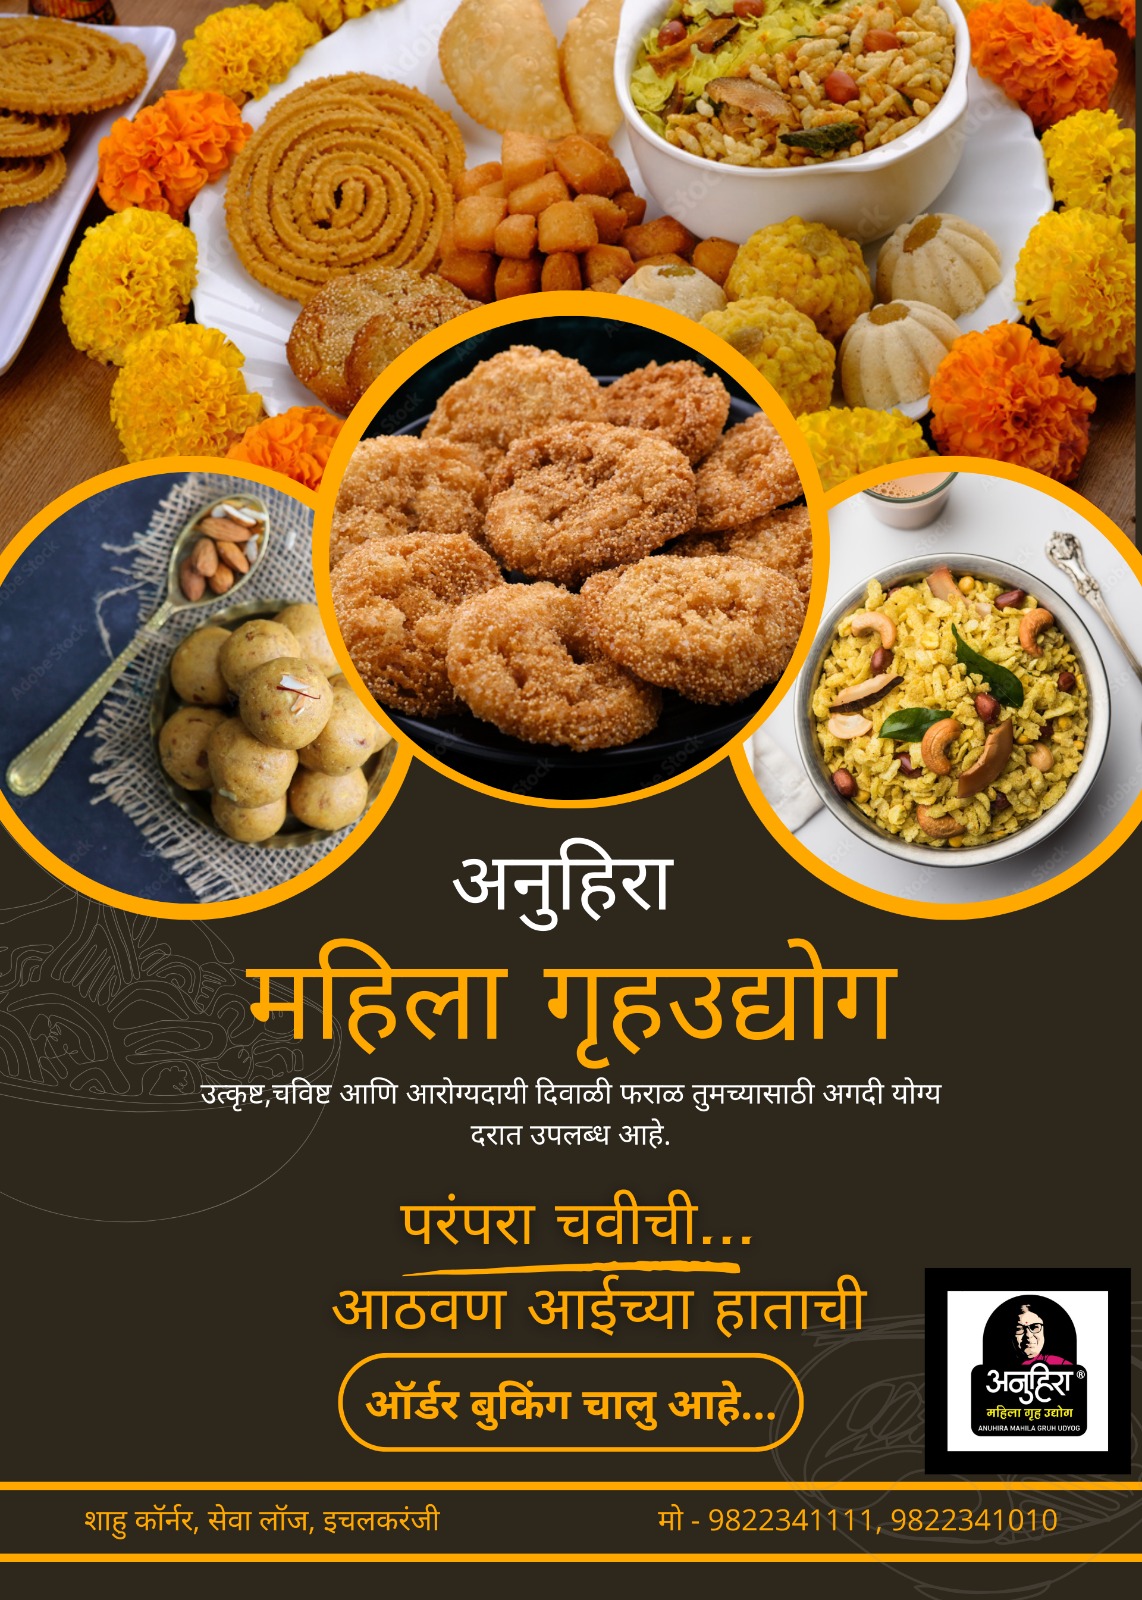 अनुहिरा
महिला गृहउद्योग
उत्कृष्ट,चविष्ट आणि आरोग्यदायी दिवाळी फराळ तुमच्यासाठी अगदी योग्य
दरात उपलब्ध आहे.
परंपरा चवीची...
आठवण आईच्या हाताची
ऑर्डर बुकिंग चालु आहे...
अनुहिरा®
महिला गृह उद्योग
ANUHIRA MAHILA GRUH UDYOG
शाहु कॉर्नर, सेवा लॉज, इचलकरंजी
मो - 9822341111, 9822341010